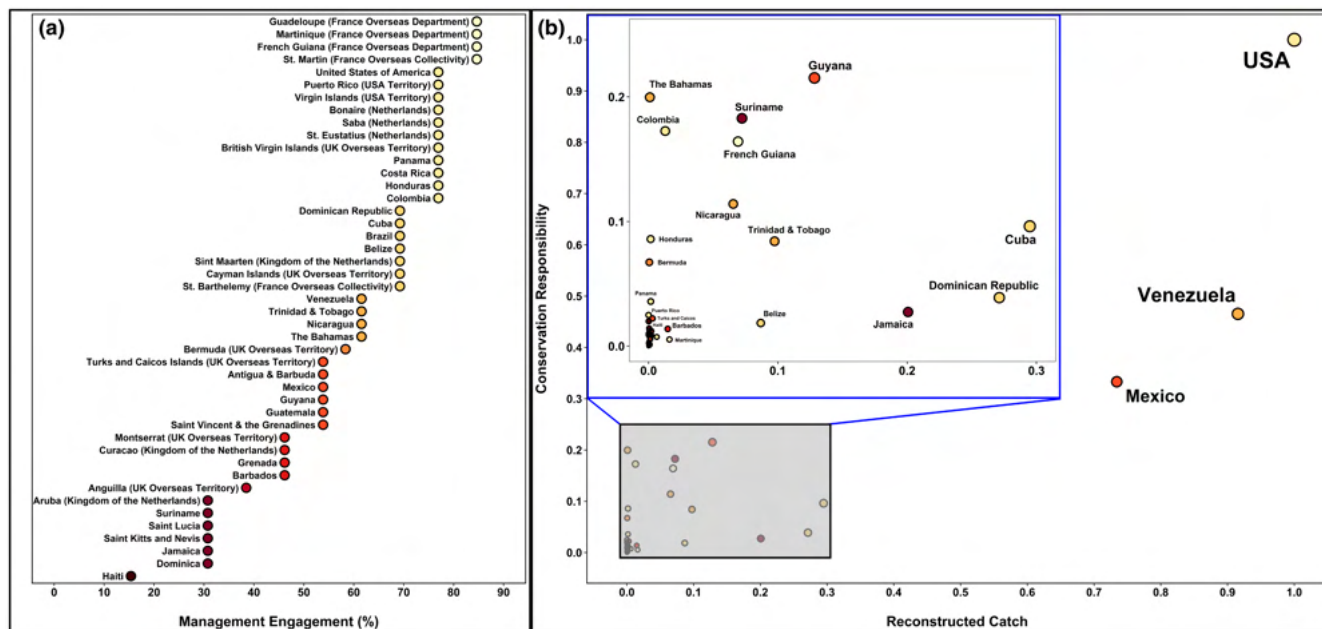 (a)
Guadeloupe (France Overseas Department)
Martinique (France Overseas Department)
French Guiana (France Overseas Department)
St. Martin (France Overseas Collectivity)
United States of America
Puerto Rico (USA Territory)
Virgin Islands (USA Territory)
Bonaire (Netherlands)
Saba (Netherlands)
St. Eustatius (Netherlands)
British Virgin Islands (UK Overseas Territory)
Panama
Costa Rica
Honduras
Colombia
Dominican Republic
Cuba
Brazil
Belize
Sint Maarten (Kingdom of the Netherlands)
Cayman Islands (UK Overseas Territory)
St. Barthelemy (France Overseas Collectivity)
Venezuela
Trinidad & Tobago
Nicaragua
The Bahamas
Bermuda (UK Overseas Territory)
Turks and Caicos Islands (UK Overseas Territory)
Antigua & Barbuda
Mexico
Guyana
Guatemala
Saint Vincent & the Grenadines
Montserrat (UK Overseas Territory)
Curacao (Kingdom of the Netherlands)
Grenada
Barbados
Anguilla (UK Overseas Territory)
Aruba (Kingdom of the Netherlands)
Suriname
Saint Lucia
Saint Kitts and Nevis
Jamaica
Dominica
Haiti
0 10 20 30 40 50 60 70 80 90
Management Engagement (%)
(b)
Conservation Responsibility
1.0
0.9
0.8
0.7
0.6
0.5
0.4
0.3
0.2
0.1
0.0
USA
Venezuela
Mexico
0.2
0.1
0.0
Guyana
The Bahamas
Suriname
Colombia
French Guiana
Nicaragua
Trinidad & Tobago
Honduras
Cuba
Bermuda
Dominican Republic
Panama
Puerto Rico
Turks and Caicos
Haiti
Barbados
Belize
Jamaica
Martinique
0.0 0.1 0.2 0.3
0.0 0.1 0.2 0.3 0.4 0.5 0.6 0.7 0.8 0.9 1.0
Reconstructed Catch